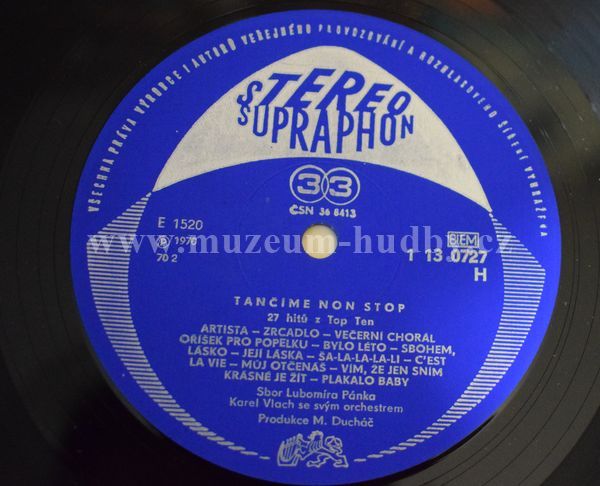 VŠECHNA PRÁVA VÝROBCE I AUTORŮ VEŘEJNÉHO PROVOZOVÁNÍ A ROZHLASOVÉHO ŠÍŘENÍ VYHRAŽENA
STEREO
SUPRAPHON
33
ČSN 36 8413
E 1520
Ⓟ 1970
70 2
BIEM
1 13 0727
H
www.muzeum-hudby.cz
TANČÍME NON STOP
27 hitů z Top Ten
ARTISTA – ZRCADLO – VEČERNÍ CHORÁL
OŘÍŠEK PRO POPELKU – BYLO LÉTO – SBOHEM,
LÁSKO – JEJÍ LÁSKA – ŠA-LA-LA-LA-LI – C'EST
LA VIE – MŮJ OTČENÁŠ – VÍM, ŽE JEN SNÍM
KRÁSNÉ JE ŽÍT – PLAKALO BABY
Sbor Lubomíra Pánka
Karel Vlach se svým orchestrem
Produkce M. Ducháč